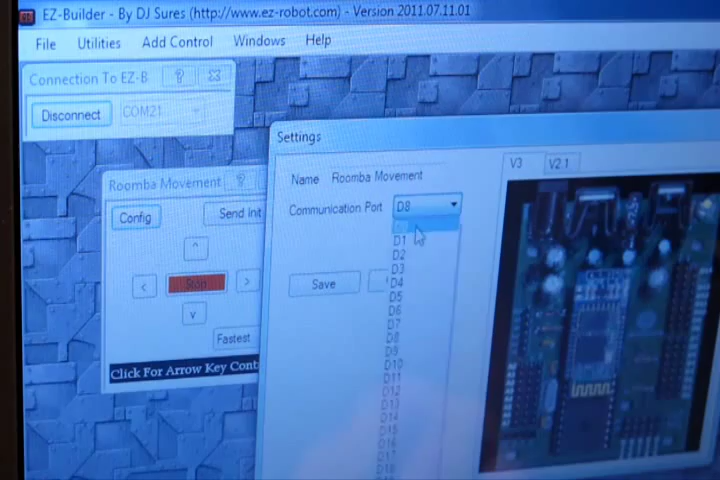 EZ-Builder - By DJ Sures (http://www.ez-robot.com) - Version 2011.07.11.01
File Utilities Add Control Windows Help
Connection To EZ-B ?
Disconnect COM21
Settings
V3 V2.1
Name Roomba Movement
Roomba Movement ?
Communication Port D8
Config Send Init
^
< Stop >
v
Fastest
Click For Arrow Key Cont
Save
D1
D2
D3
D4
D5
D6
D7
D8
D9
D10
D11
D12
D13
D14
D15
D16
D17
D18